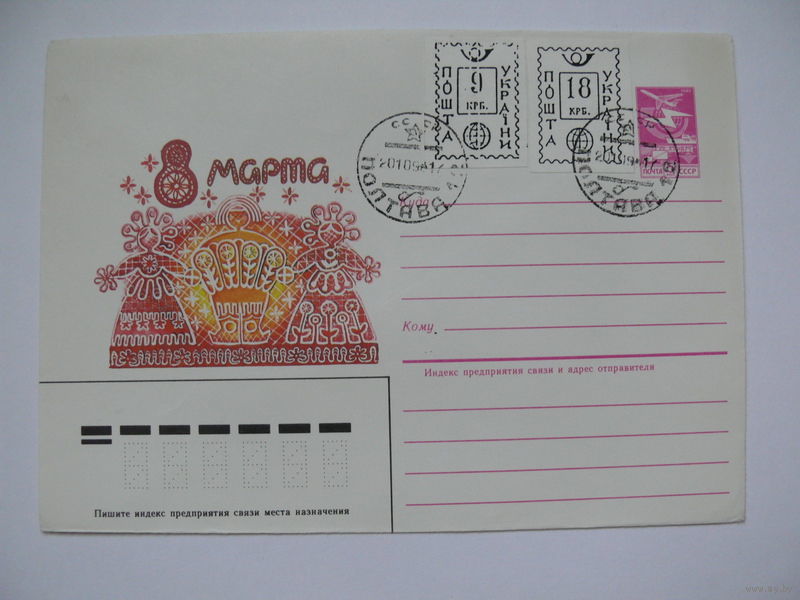 8 МАРТА
ПОШТА
9
КРБ.
УКРАЇНИ
ПОШТА
18
КРБ.
ПОЧТА СССР
ПОЛТАВА
ПОЛТАВА
Куда
Кому
Индекс предприятия связи и адрес отправителя
Пишите индекс предприятия связи места назначения